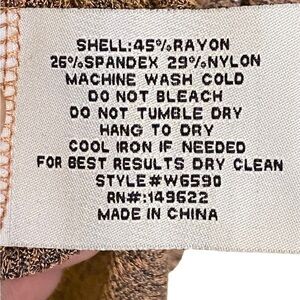 SHELL:45%RAYON
26%SPANDEX 29%NYLON
MACHINE WASH COLD
DO NOT BLEACH
DO NOT TUMBLE DRY
HANG TO DRY
COOL IRON IF NEEDED
FOR BEST RESULTS DRY CLEAN
STYLE#W6590
RN#:149622
MADE IN CHINA